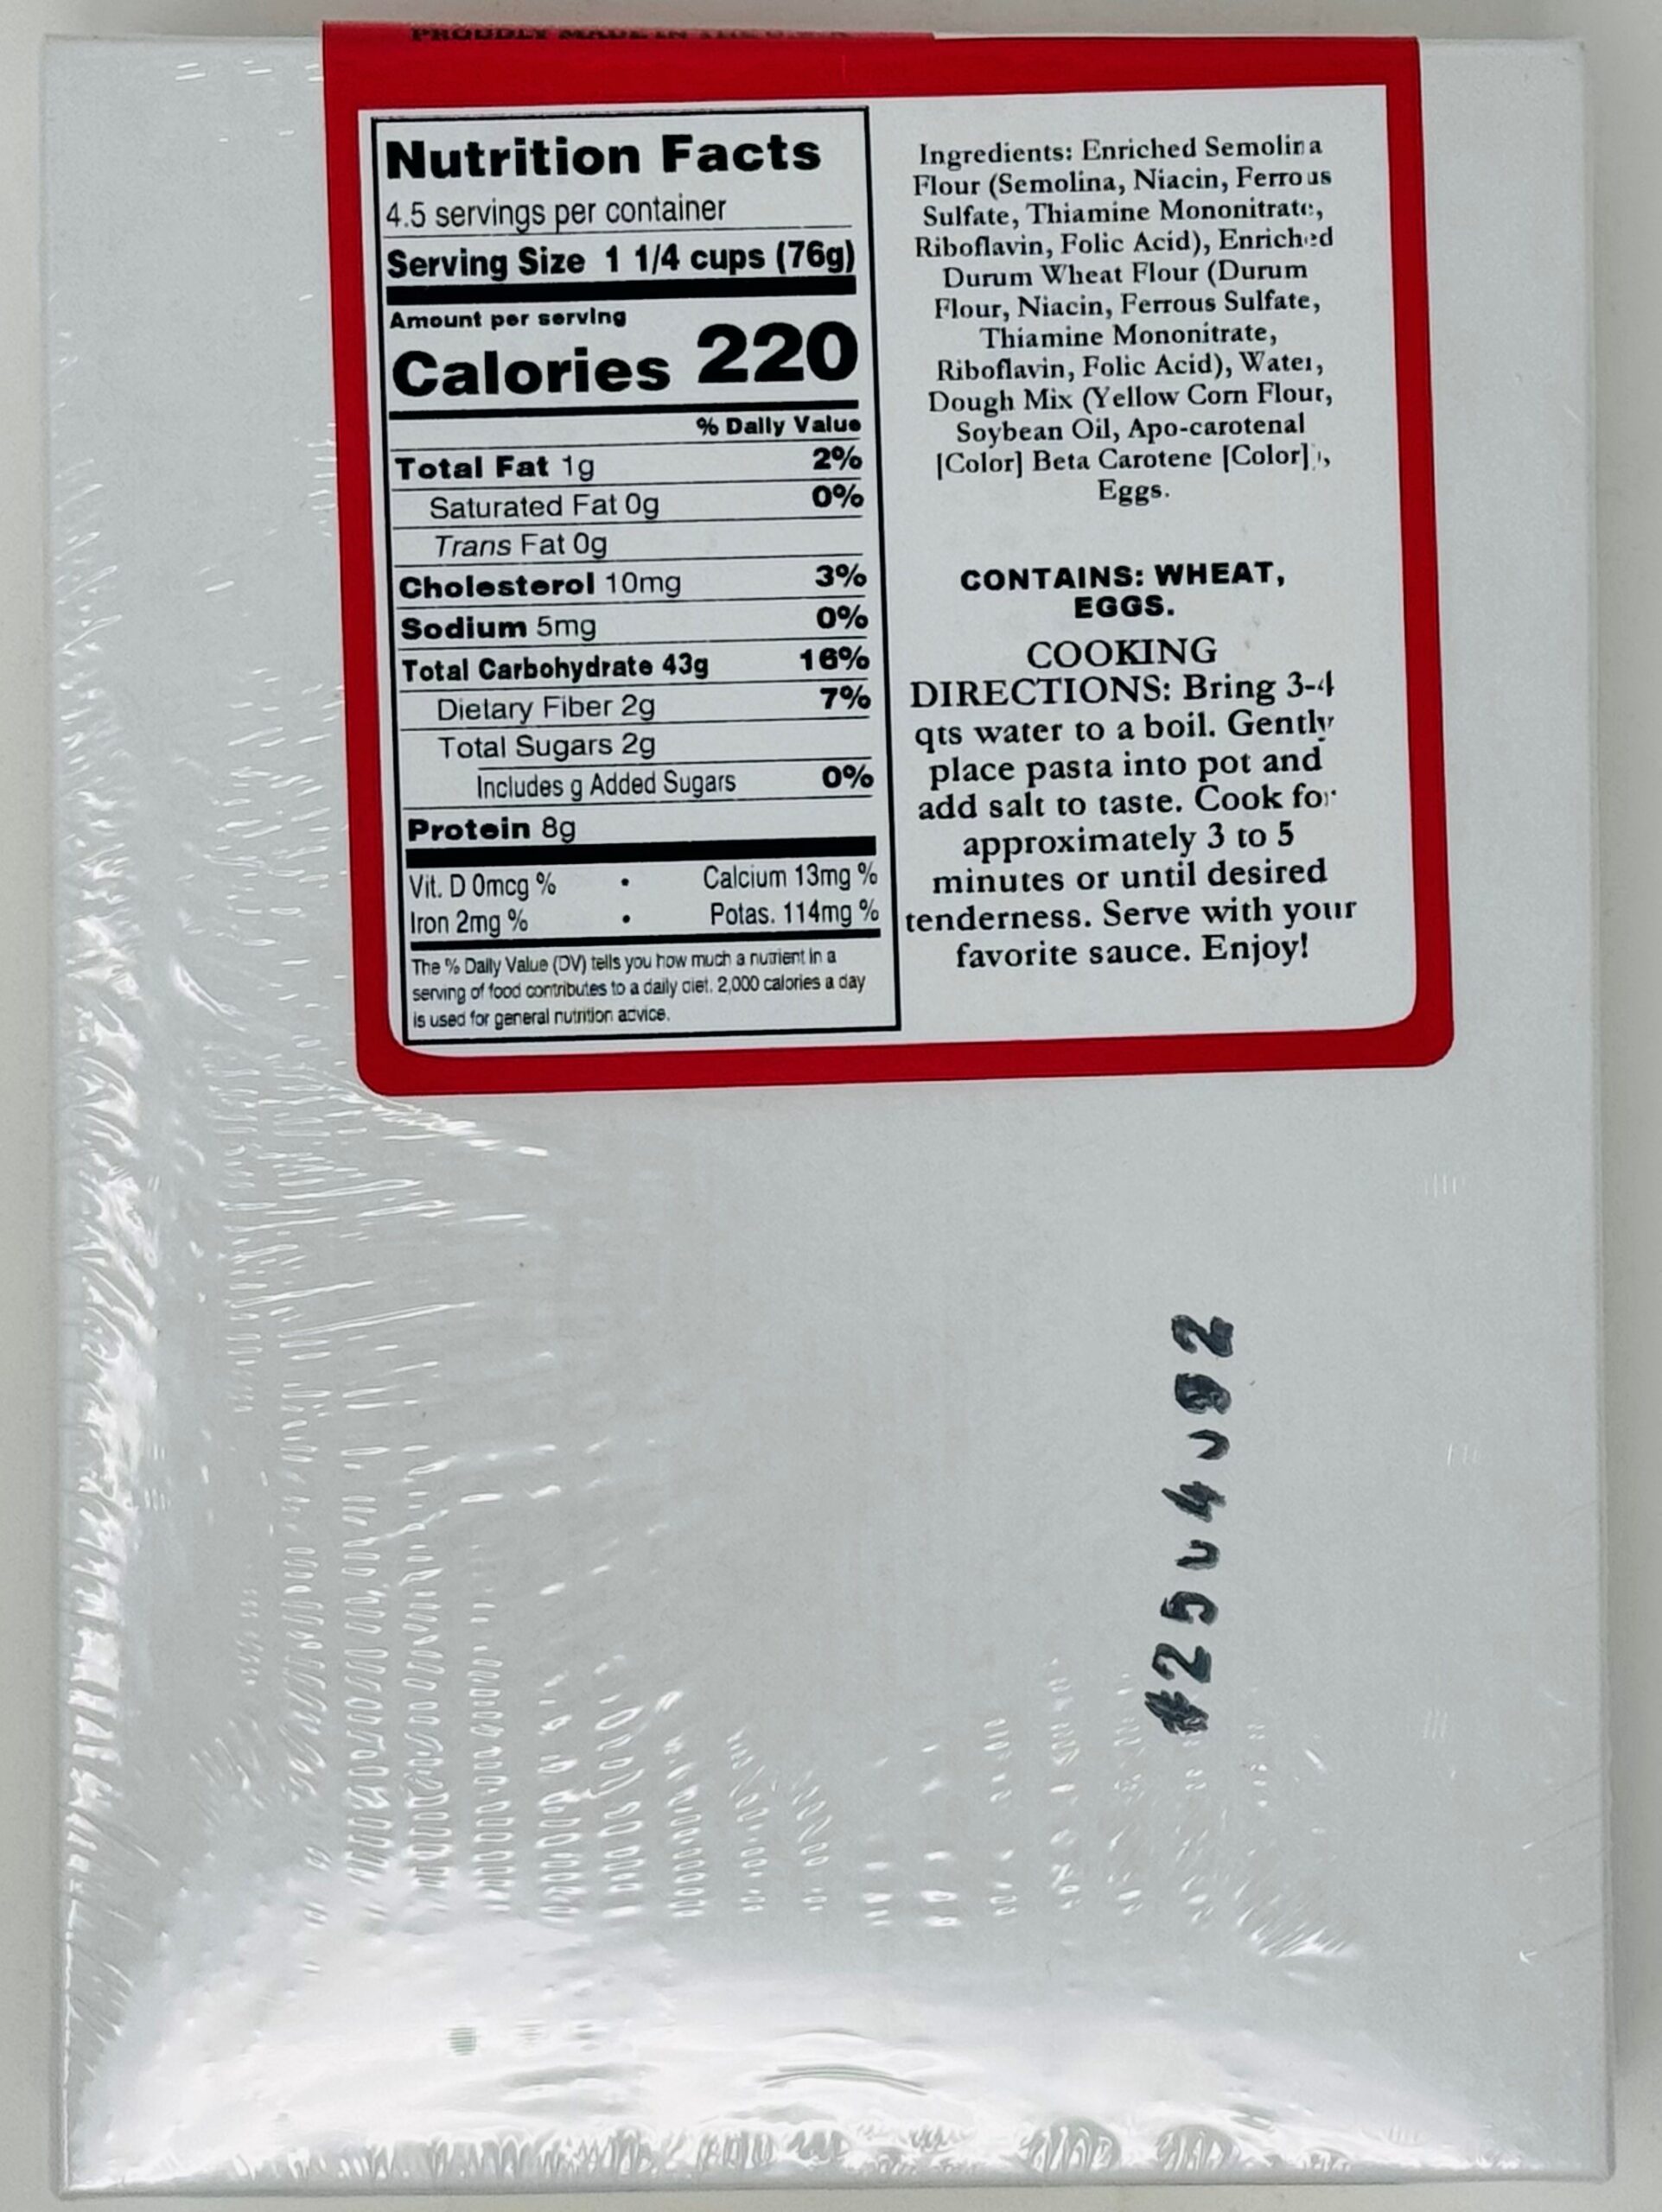 PROUDLY MADE IN THE U.S.A
Nutrition Facts
4.5 servings per container
Serving Size 1 1/4 cups (76g)
Amount per serving
Calories 220
% Daily Value
Total Fat 1g 2%
Saturated Fat 0g 0%
Trans Fat 0g
Cholesterol 10mg 3%
Sodium 5mg 0%
Total Carbohydrate 43g 16%
Dietary Fiber 2g 7%
Total Sugars 2g
Includes g Added Sugars 0%
Protein 8g
Vit. D 0mcg % • Calcium 13mg %
Iron 2mg % • Potas. 114mg %
The % Daily Value (DV) tells you how much a nutrient in a
serving of food contributes to a daily diet. 2,000 calories a day
is used for general nutrition advice.
Ingredients: Enriched Semolina
Flour (Semolina, Niacin, Ferrous
Sulfate, Thiamine Mononitrate,
Riboflavin, Folic Acid), Enriched
Durum Wheat Flour (Durum
Flour, Niacin, Ferrous Sulfate,
Thiamine Mononitrate,
Riboflavin, Folic Acid), Water,
Dough Mix (Yellow Corn Flour,
Soybean Oil, Apo-carotenal
[Color] Beta Carotene [Color]),
Eggs.
CONTAINS: WHEAT,
EGGS.
COOKING
DIRECTIONS: Bring 3-4
qts water to a boil. Gently
place pasta into pot and
add salt to taste. Cook for
approximately 3 to 5
minutes or until desired
tenderness. Serve with your
favorite sauce. Enjoy!